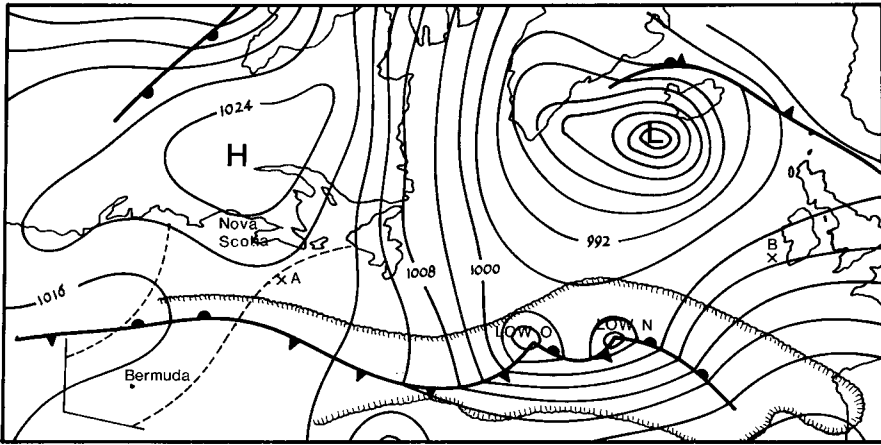 1024
H
L
Nova
Scotia
B
992
A
1008
1000
1016
LOW O
LOW N
Bermuda